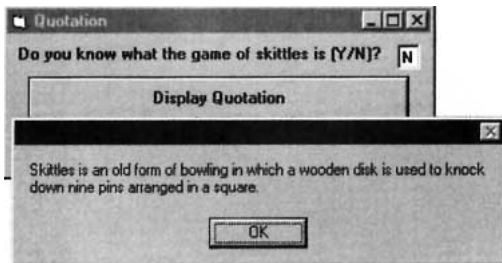 Quotation
Do you know what the game of skittles is (Y/N)? N
Display Quotation
Skittles is an old form of bowling in which a wooden disk is used to knock
down nine pins arranged in a square.
OK